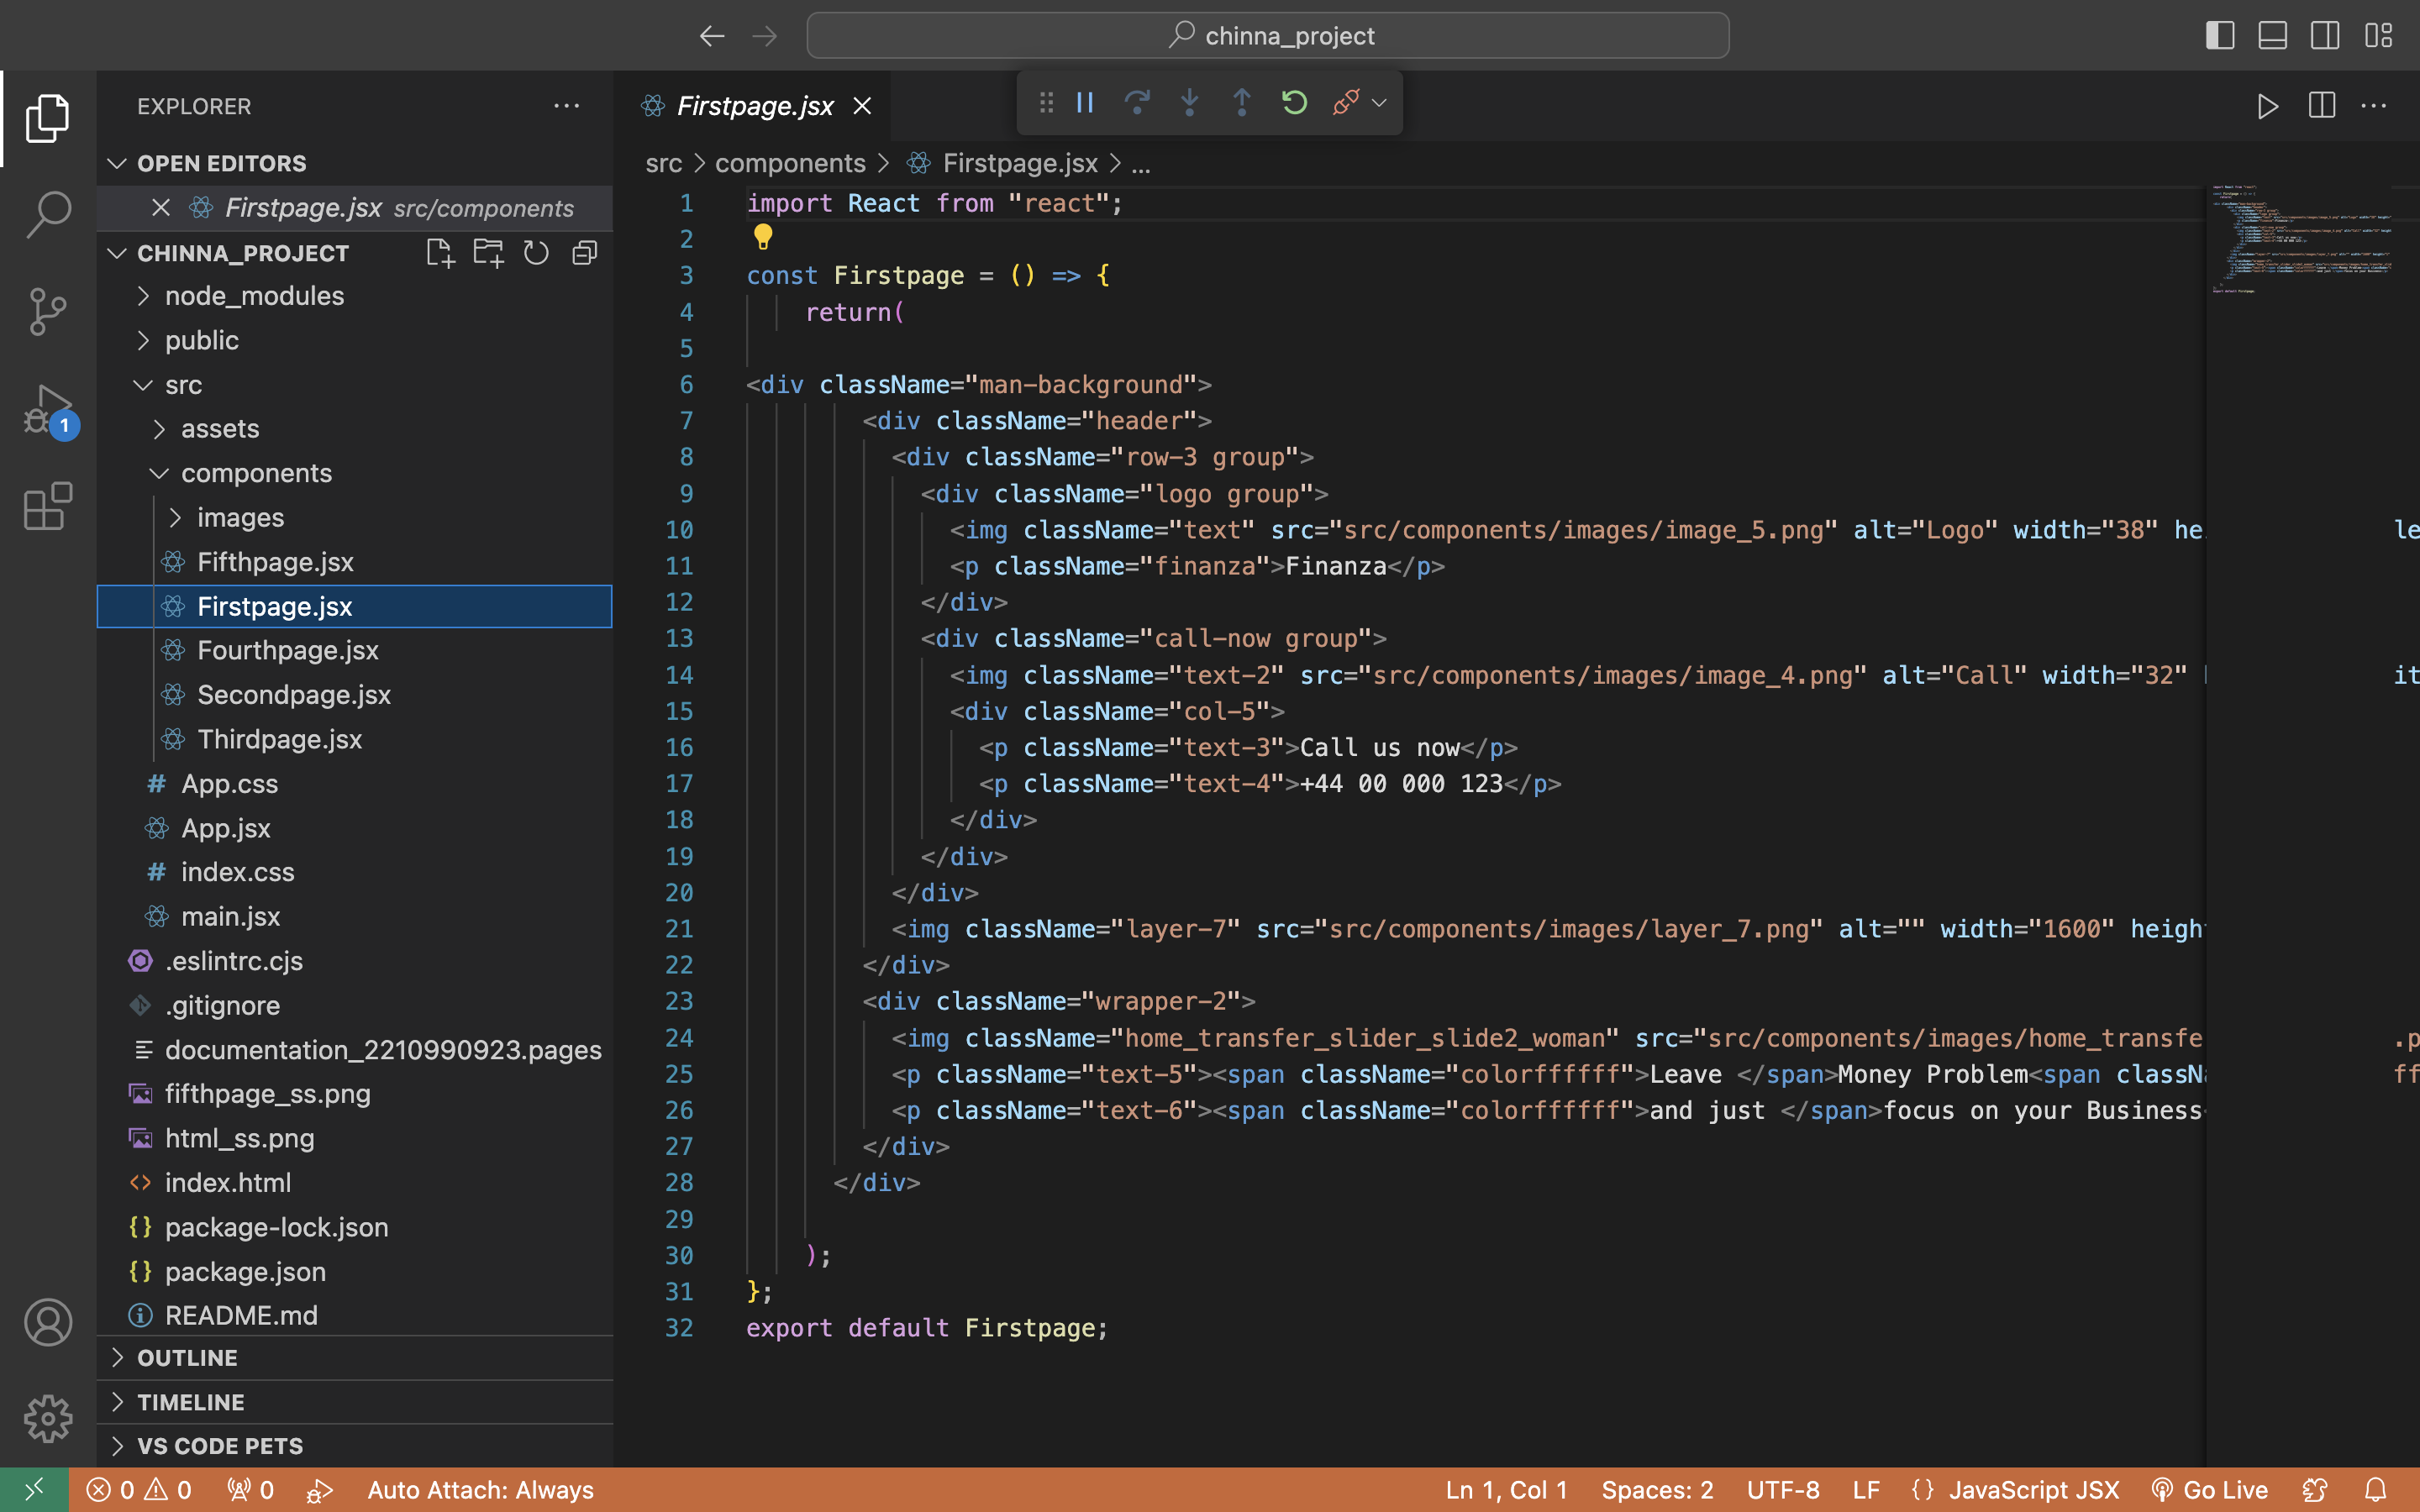 chinna_project
EXPLORER
OPEN EDITORS
Firstpage.jsx src/components
CHINNA_PROJECT
node_modules
public
src
assets
components
images
Fifthpage.jsx
Firstpage.jsx
Fourthpage.jsx
Secondpage.jsx
Thirdpage.jsx
App.css
App.jsx
index.css
main.jsx
.eslintrc.cjs
.gitignore
documentation_2210990923.pages
fifthpage_ss.png
html_ss.png
index.html
package-lock.json
package.json
README.md
OUTLINE
TIMELINE
VS CODE PETS
1
Firstpage.jsx
src > components > Firstpage.jsx > ...
1 import React from "react";
2
3 const Firstpage = () => {
4 return(
5
6 <div className="man-background">
7 <div className="header">
8 <div className="row-3 group">
9 <div className="logo group">
10 <img className="text" src="src/components/images/image_5.png" alt="Logo" width="38" he
11 <p className="finanza">Finanza</p>
12 </div>
13 <div className="call-now group">
14 <img className="text-2" src="src/components/images/image_4.png" alt="Call" width="32"
15 <div className="col-5">
16 <p className="text-3">Call us now</p>
17 <p className="text-4">+44 00 000 123</p>
18 </div>
19 </div>
20 </div>
21 <img className="layer-7" src="src/components/images/layer_7.png" alt="" width="1600" heigh
22 </div>
23 <div className="wrapper-2">
24 <img className="home_transfer_slider_slide2_woman" src="src/components/images/home_transfe .p
25 <p className="text-5"><span className="colorffffff">Leave </span>Money Problem<span classN ff
26 <p className="text-6"><span className="colorffffff">and just </span>focus on your Business
27 </div>
28 </div>
29
30 );
31 };
32 export default Firstpage;
0 0 0 Auto Attach: Always Ln 1, Col 1 Spaces: 2 UTF-8 LF {} JavaScript JSX Go Live